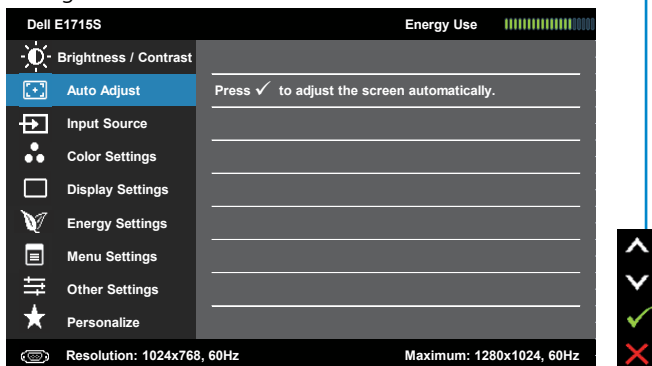 Dell E1715S Energy Use
Brightness / Contrast
Auto Adjust Press ✓ to adjust the screen automatically.
Input Source
Color Settings
Display Settings
Energy Settings
Menu Settings
Other Settings
Personalize
Resolution: 1024x768, 60Hz Maximum: 1280x1024, 60Hz